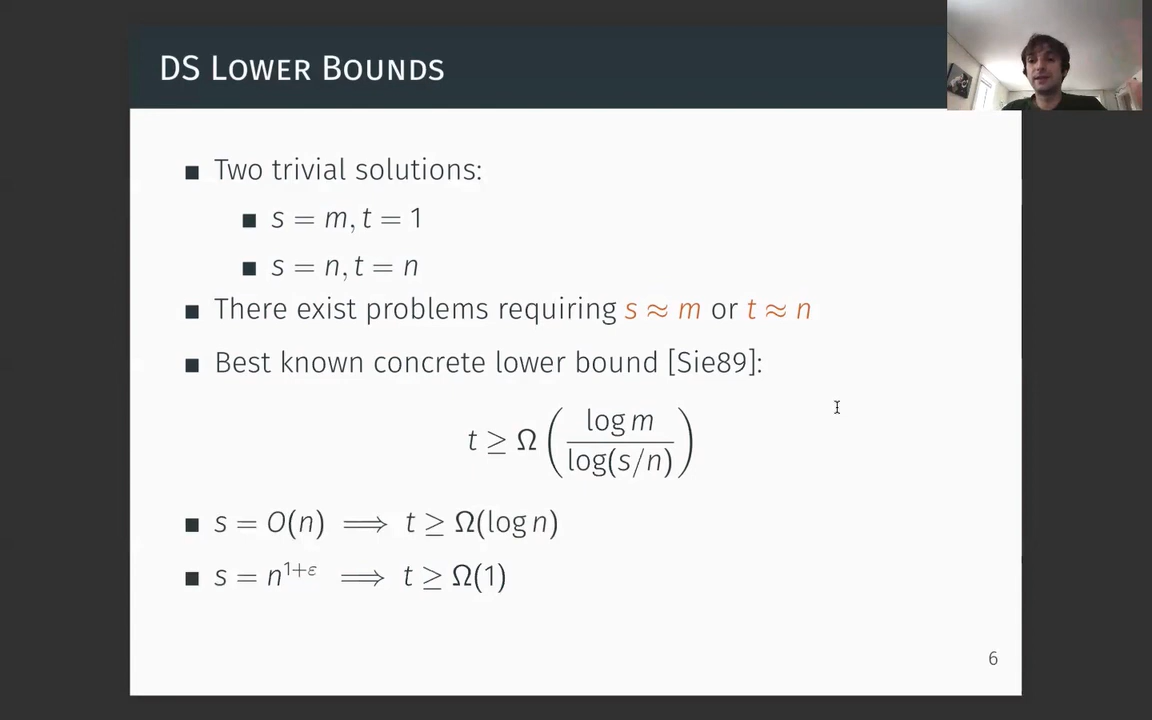 DS Lower Bounds
■ Two trivial solutions:
■ s = m, t = 1
■ s = n, t = n
■ There exist problems requiring s ≈ m or t ≈ n
■ Best known concrete lower bound [Sie89]:
t ≥ Ω ( log m / log(s/n) )
■ s = O(n) ⟹ t ≥ Ω(log n)
■ s = n^{1+ε} ⟹ t ≥ Ω(1)
6